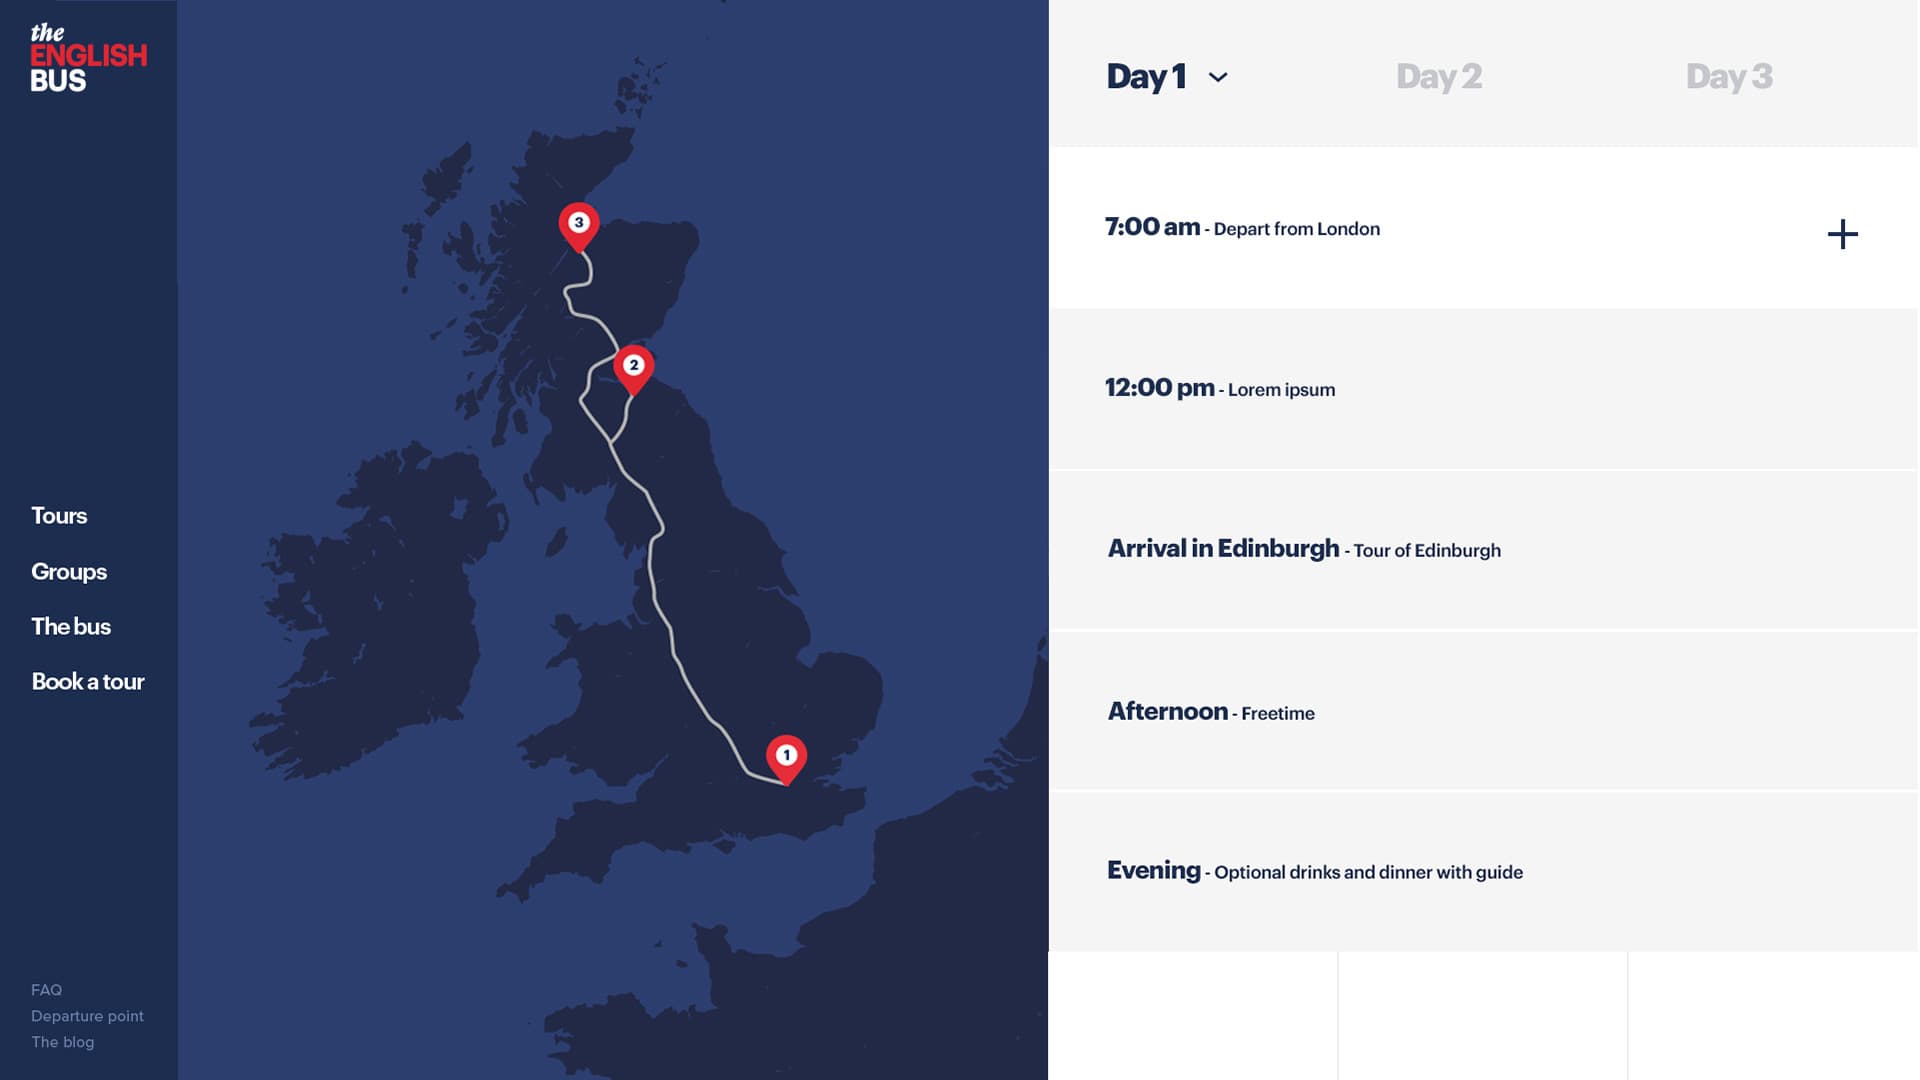 the
ENGLISH
BUS
Tours
Groups
The bus
Book a tour
FAQ
Departure point
The blog
3
2
1
Day 1
Day 2
Day 3
7:00 am - Depart from London
12:00 pm - Lorem ipsum
Arrival in Edinburgh - Tour of Edinburgh
Afternoon - Freetime
Evening - Optional drinks and dinner with guide